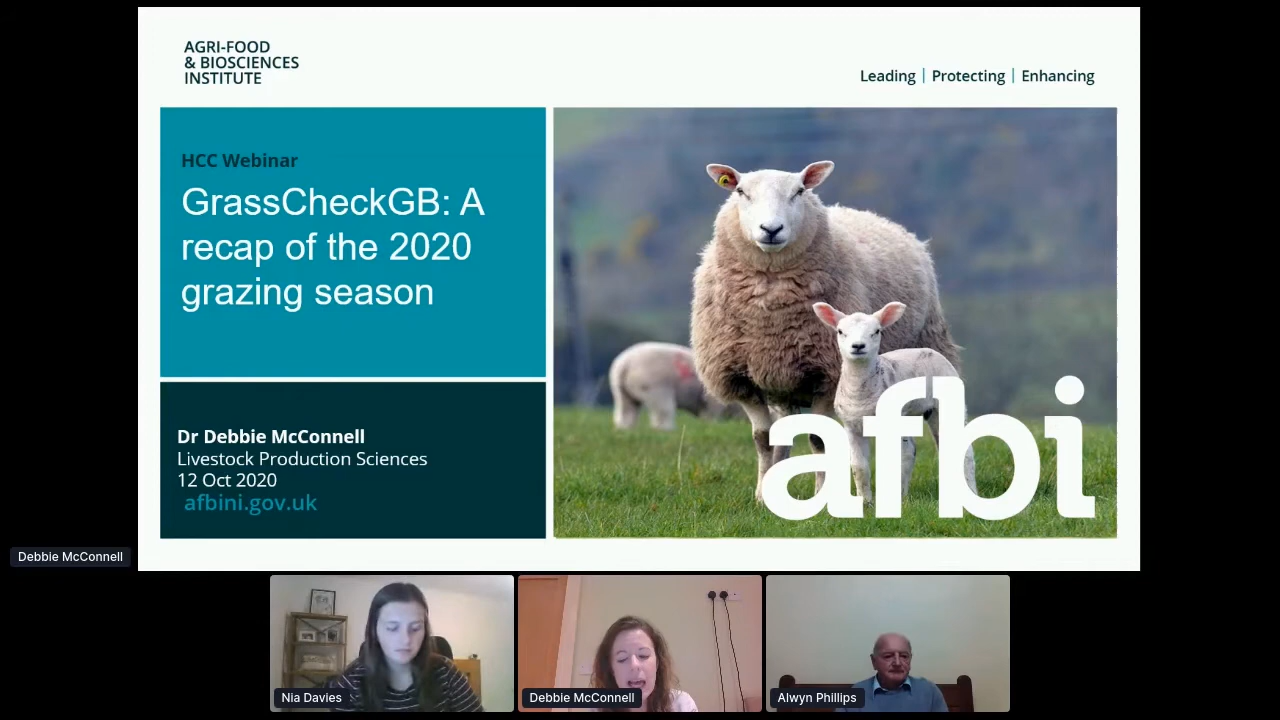 AGRI-FOOD
& BIOSCIENCES
INSTITUTE
Leading | Protecting | Enhancing
HCC Webinar
GrassCheckGB: A
recap of the 2020
grazing season
Dr Debbie McConnell
Livestock Production Sciences
12 Oct 2020
afbini.gov.uk
afbi
Debbie McConnell
Nia Davies
Debbie McConnell
Alwyn Phillips